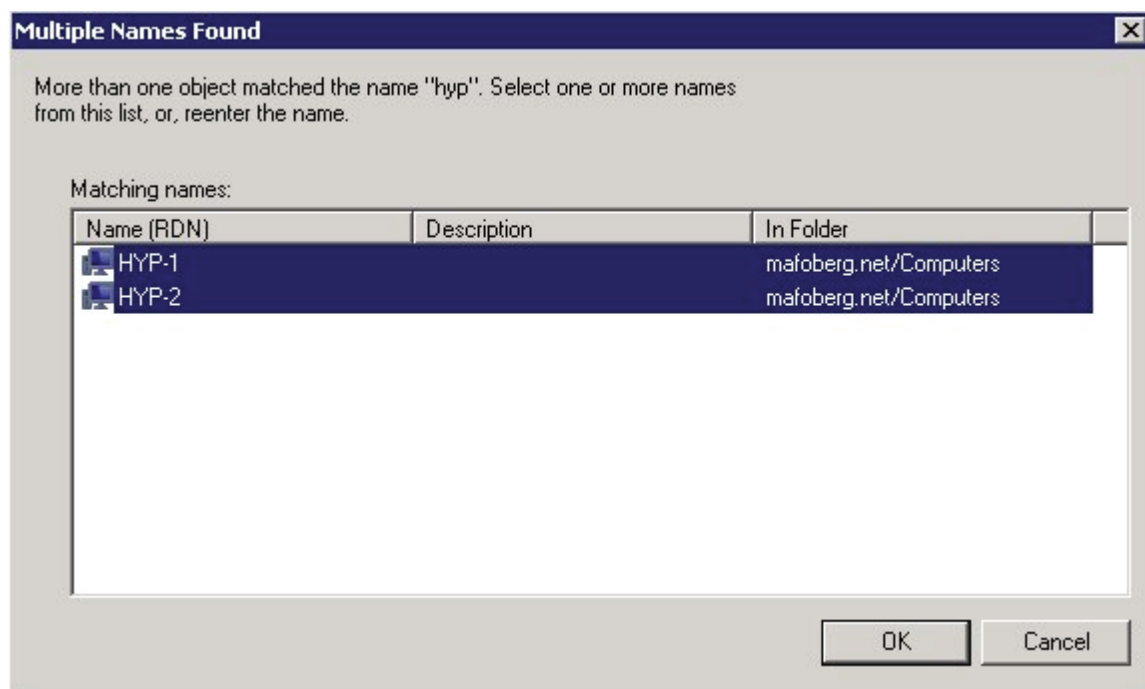 Multiple Names Found
More than one object matched the name "hyp". Select one or more names
from this list, or, reenter the name.
Matching names:
Name (RDN) Description In Folder
HYP-1 mafoberg.net/Computers
HYP-2 mafoberg.net/Computers
OK Cancel